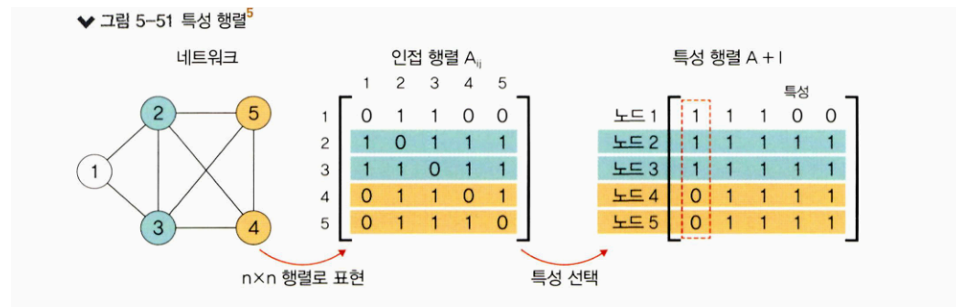 그림 5-51 특성 행렬5
네트워크
인접 행렬 Aij
특성 행렬 A + I
1 2 3 4 5
특성
1 0 1 1 0 0
2 1 0 1 1 1
3 1 1 0 1 1
4 0 1 1 0 1
5 0 1 1 1 0
노드 1 1 1 1 0 0
노드 2 1 1 1 1 1
노드 3 1 1 1 1 1
노드 4 0 1 1 1 1
노드 5 0 1 1 1 1
2
5
1
3
4
n×n 행렬로 표현
특성 선택